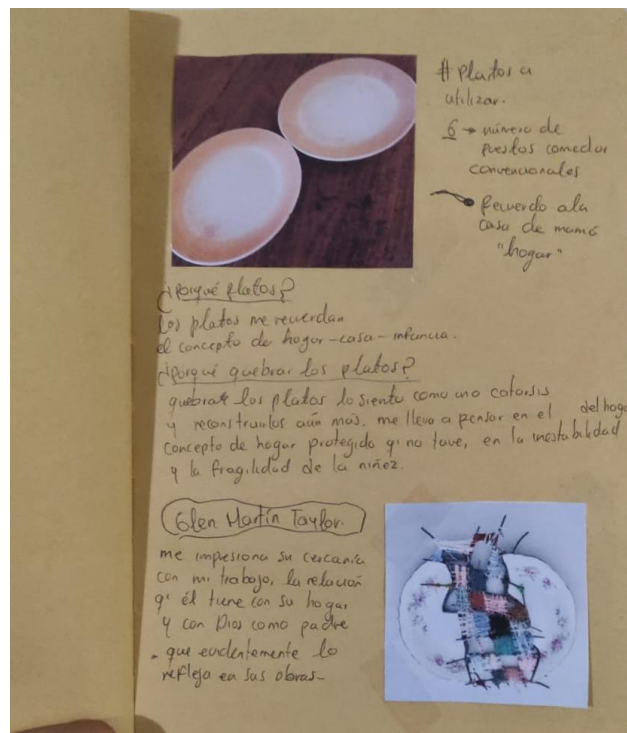 # Platos a
utilizar.
6 → número de
puestos comedor
convencionales
Recuerdo a la
casa de mamá
"hogar"
¿Porqué platos?
los platos me recuerdan
el concepto de hogar - casa - infancia.
¿Porqué quebrar los platos?
quebrar los platos lo siento como una catarsis
y reconstruirlos aún más. me lleva a pensar en el
concepto de hogar protegido q' no tuve, en la inestabilidad del hogar
y la fragilidad de la niñez.
Glen Martin Taylor.
me impresiona su cercanía
con mi trabajo, la relación
q' él tiene con su hogar
y con Dios como padre
- que evidentemente lo
refleja en sus obras -